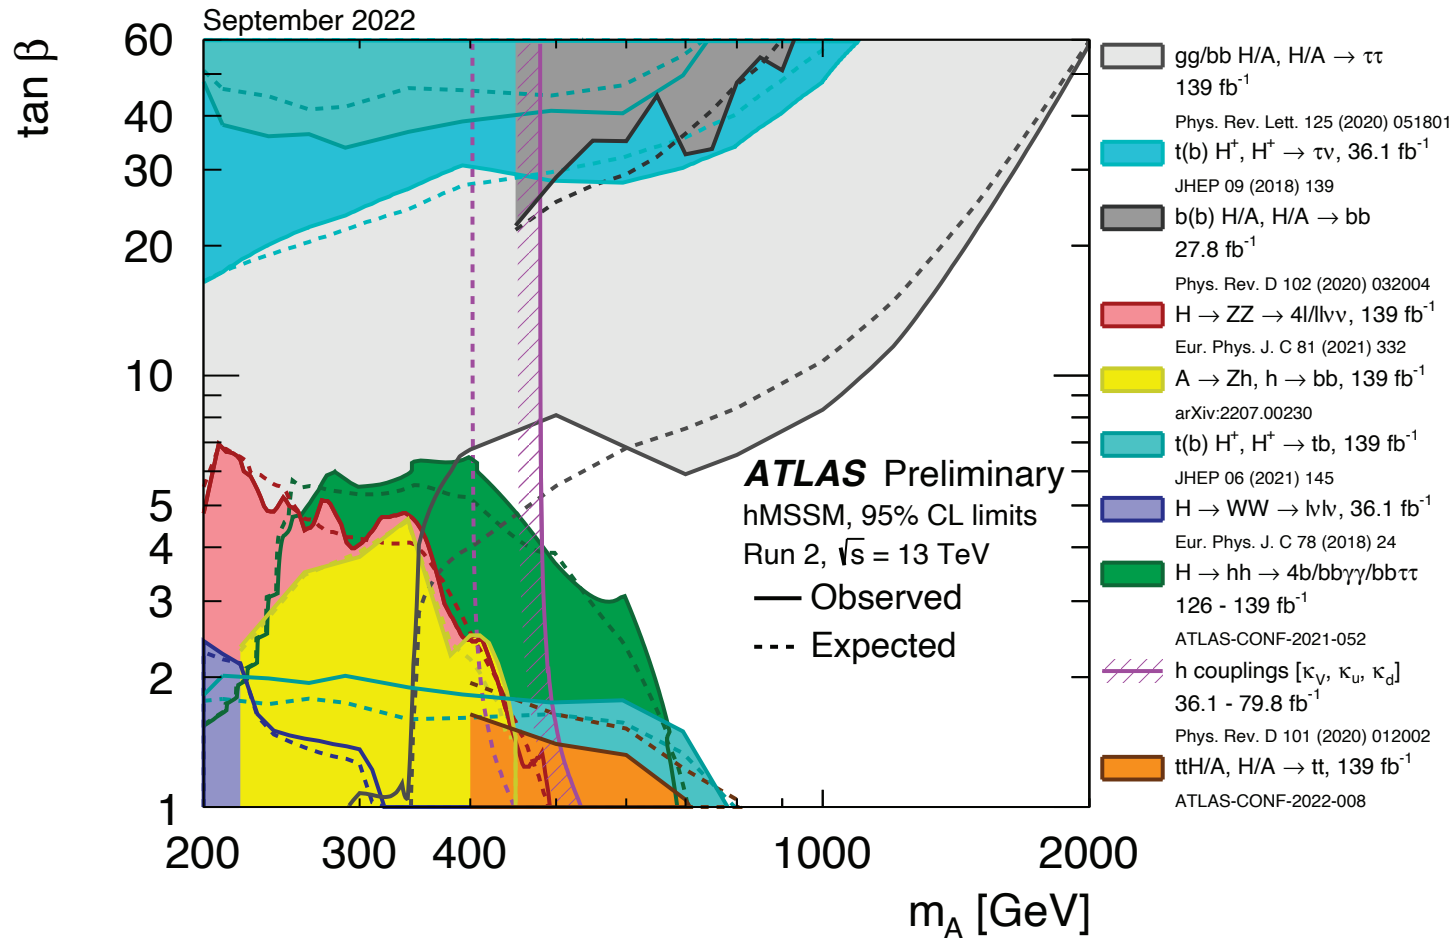 September 2022
tan β
60
40
30
20
10
5
4
3
2
1
200
300
400
1000
2000
m_A [GeV]
ATLAS Preliminary
hMSSM, 95% CL limits
Run 2, √s = 13 TeV
Observed
Expected
gg/bb H/A, H/A → ττ
139 fb⁻¹
Phys. Rev. Lett. 125 (2020) 051801
t(b) H⁺, H⁺ → τν, 36.1 fb⁻¹
JHEP 09 (2018) 139
b(b) H/A, H/A → bb
27.8 fb⁻¹
Phys. Rev. D 102 (2020) 032004
H → ZZ → 4l/llνν, 139 fb⁻¹
Eur. Phys. J. C 81 (2021) 332
A → Zh, h → bb, 139 fb⁻¹
arXiv:2207.00230
t(b) H⁺, H⁺ → tb, 139 fb⁻¹
JHEP 06 (2021) 145
H → WW → lνlν, 36.1 fb⁻¹
Eur. Phys. J. C 78 (2018) 24
H → hh → 4b/bbγγ/bbττ
126 - 139 fb⁻¹
ATLAS-CONF-2021-052
h couplings [κ_V, κ_u, κ_d]
36.1 - 79.8 fb⁻¹
Phys. Rev. D 101 (2020) 012002
ttH/A, H/A → tt, 139 fb⁻¹
ATLAS-CONF-2022-008